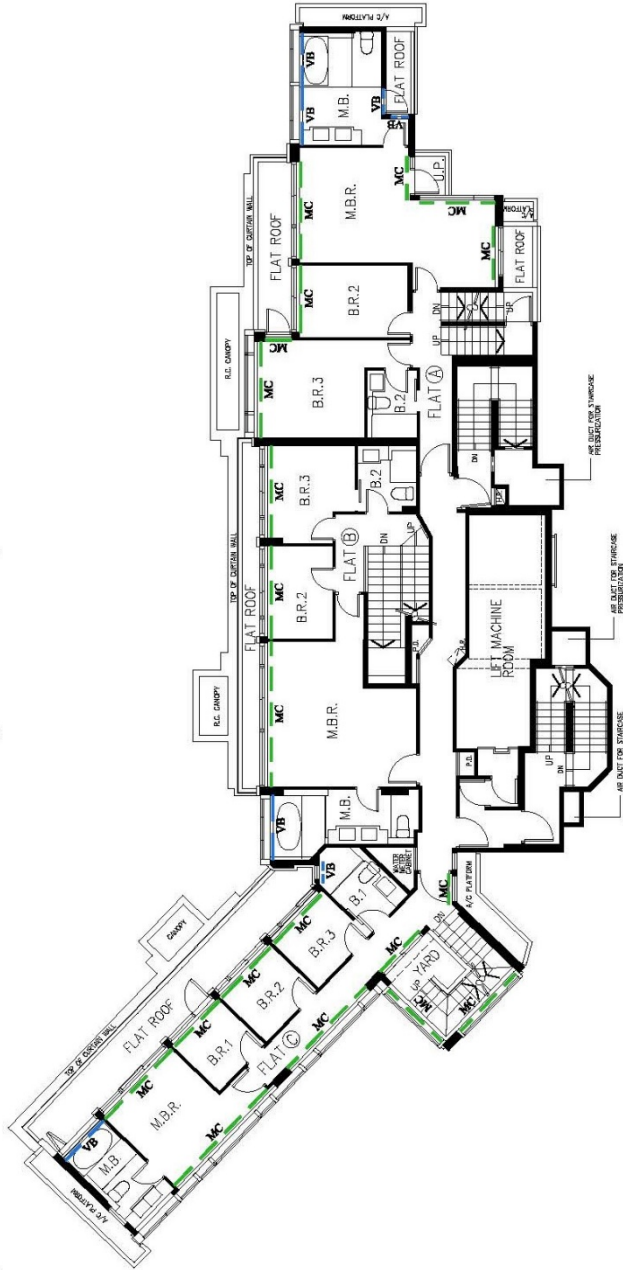 A/C PLATFORM
VB
VB
M.B.
VB
VB
FLAT ROOF
TOP OF CURTAIN WALL
FLAT ROOF
MC
M.B.R.
MC
U.P.
MC
MC
A/C
PLATFORM
FLAT ROOF
MC
B.R.2
DN
UP
UP
R.C. CANOPY
MC
MC
B.R.3
B.2
FLAT A
DN
H.R.
AIR DUCT FOR STAIRCASE
PRESSURIZATION
TOP OF CURTAIN WALL
FLAT ROOF
MC
B.R.3
B.2
MC
B.R.2
FLAT B
DN
UP
P.D.
H.R.
LIFT MACHINE
ROOM
AIR DUCT FOR STAIRCASE
PRESSURIZATION
R.C. CANOPY
MC
M.B.R.
P.D.
UP
DN
AIR DUCT FOR STAIRCASE
VB
M.B.
WATER
METER
CABINET
MC
A/C PLATFORM
VB
B.1
CANOPY
MC
B.R.3
MC
DN
YARD
UP
MC
MC
FLAT ROOF
TOP OF CURTAIN WALL
MC
B.R.2
MC
MC
B.R.1
FLAT C
MC
M.B.R.
MC
VB
M.B.
A/C PLATFORM